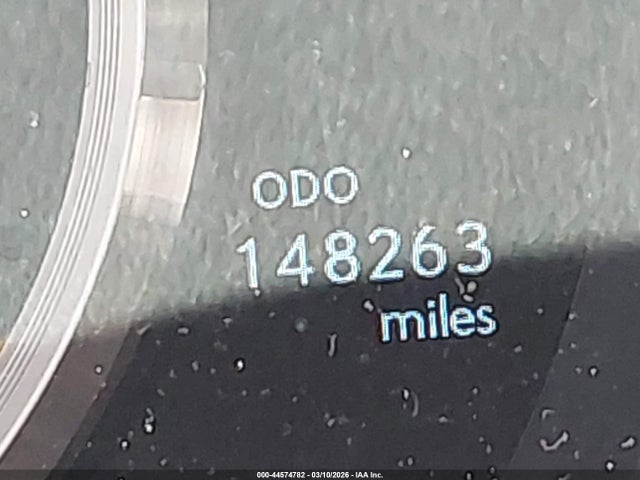 ODO
148263
miles
000-44574782 - 03/10/2026 - IAA Inc.